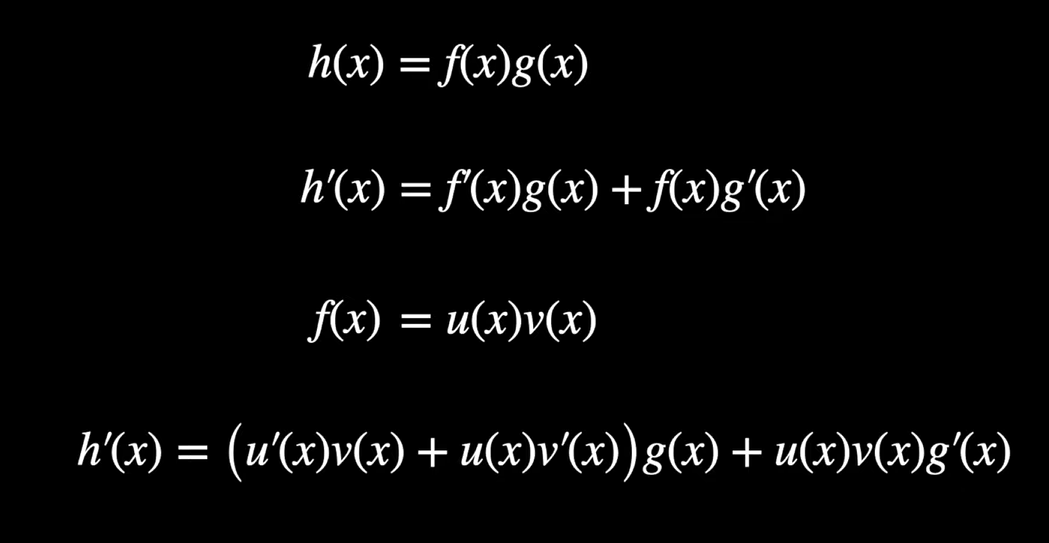 h(x) = f(x)g(x)
h′(x) = f′(x)g(x) + f(x)g′(x)
f(x) = u(x)v(x)
h′(x) = (u′(x)v(x) + u(x)v′(x))g(x) + u(x)v(x)g′(x)